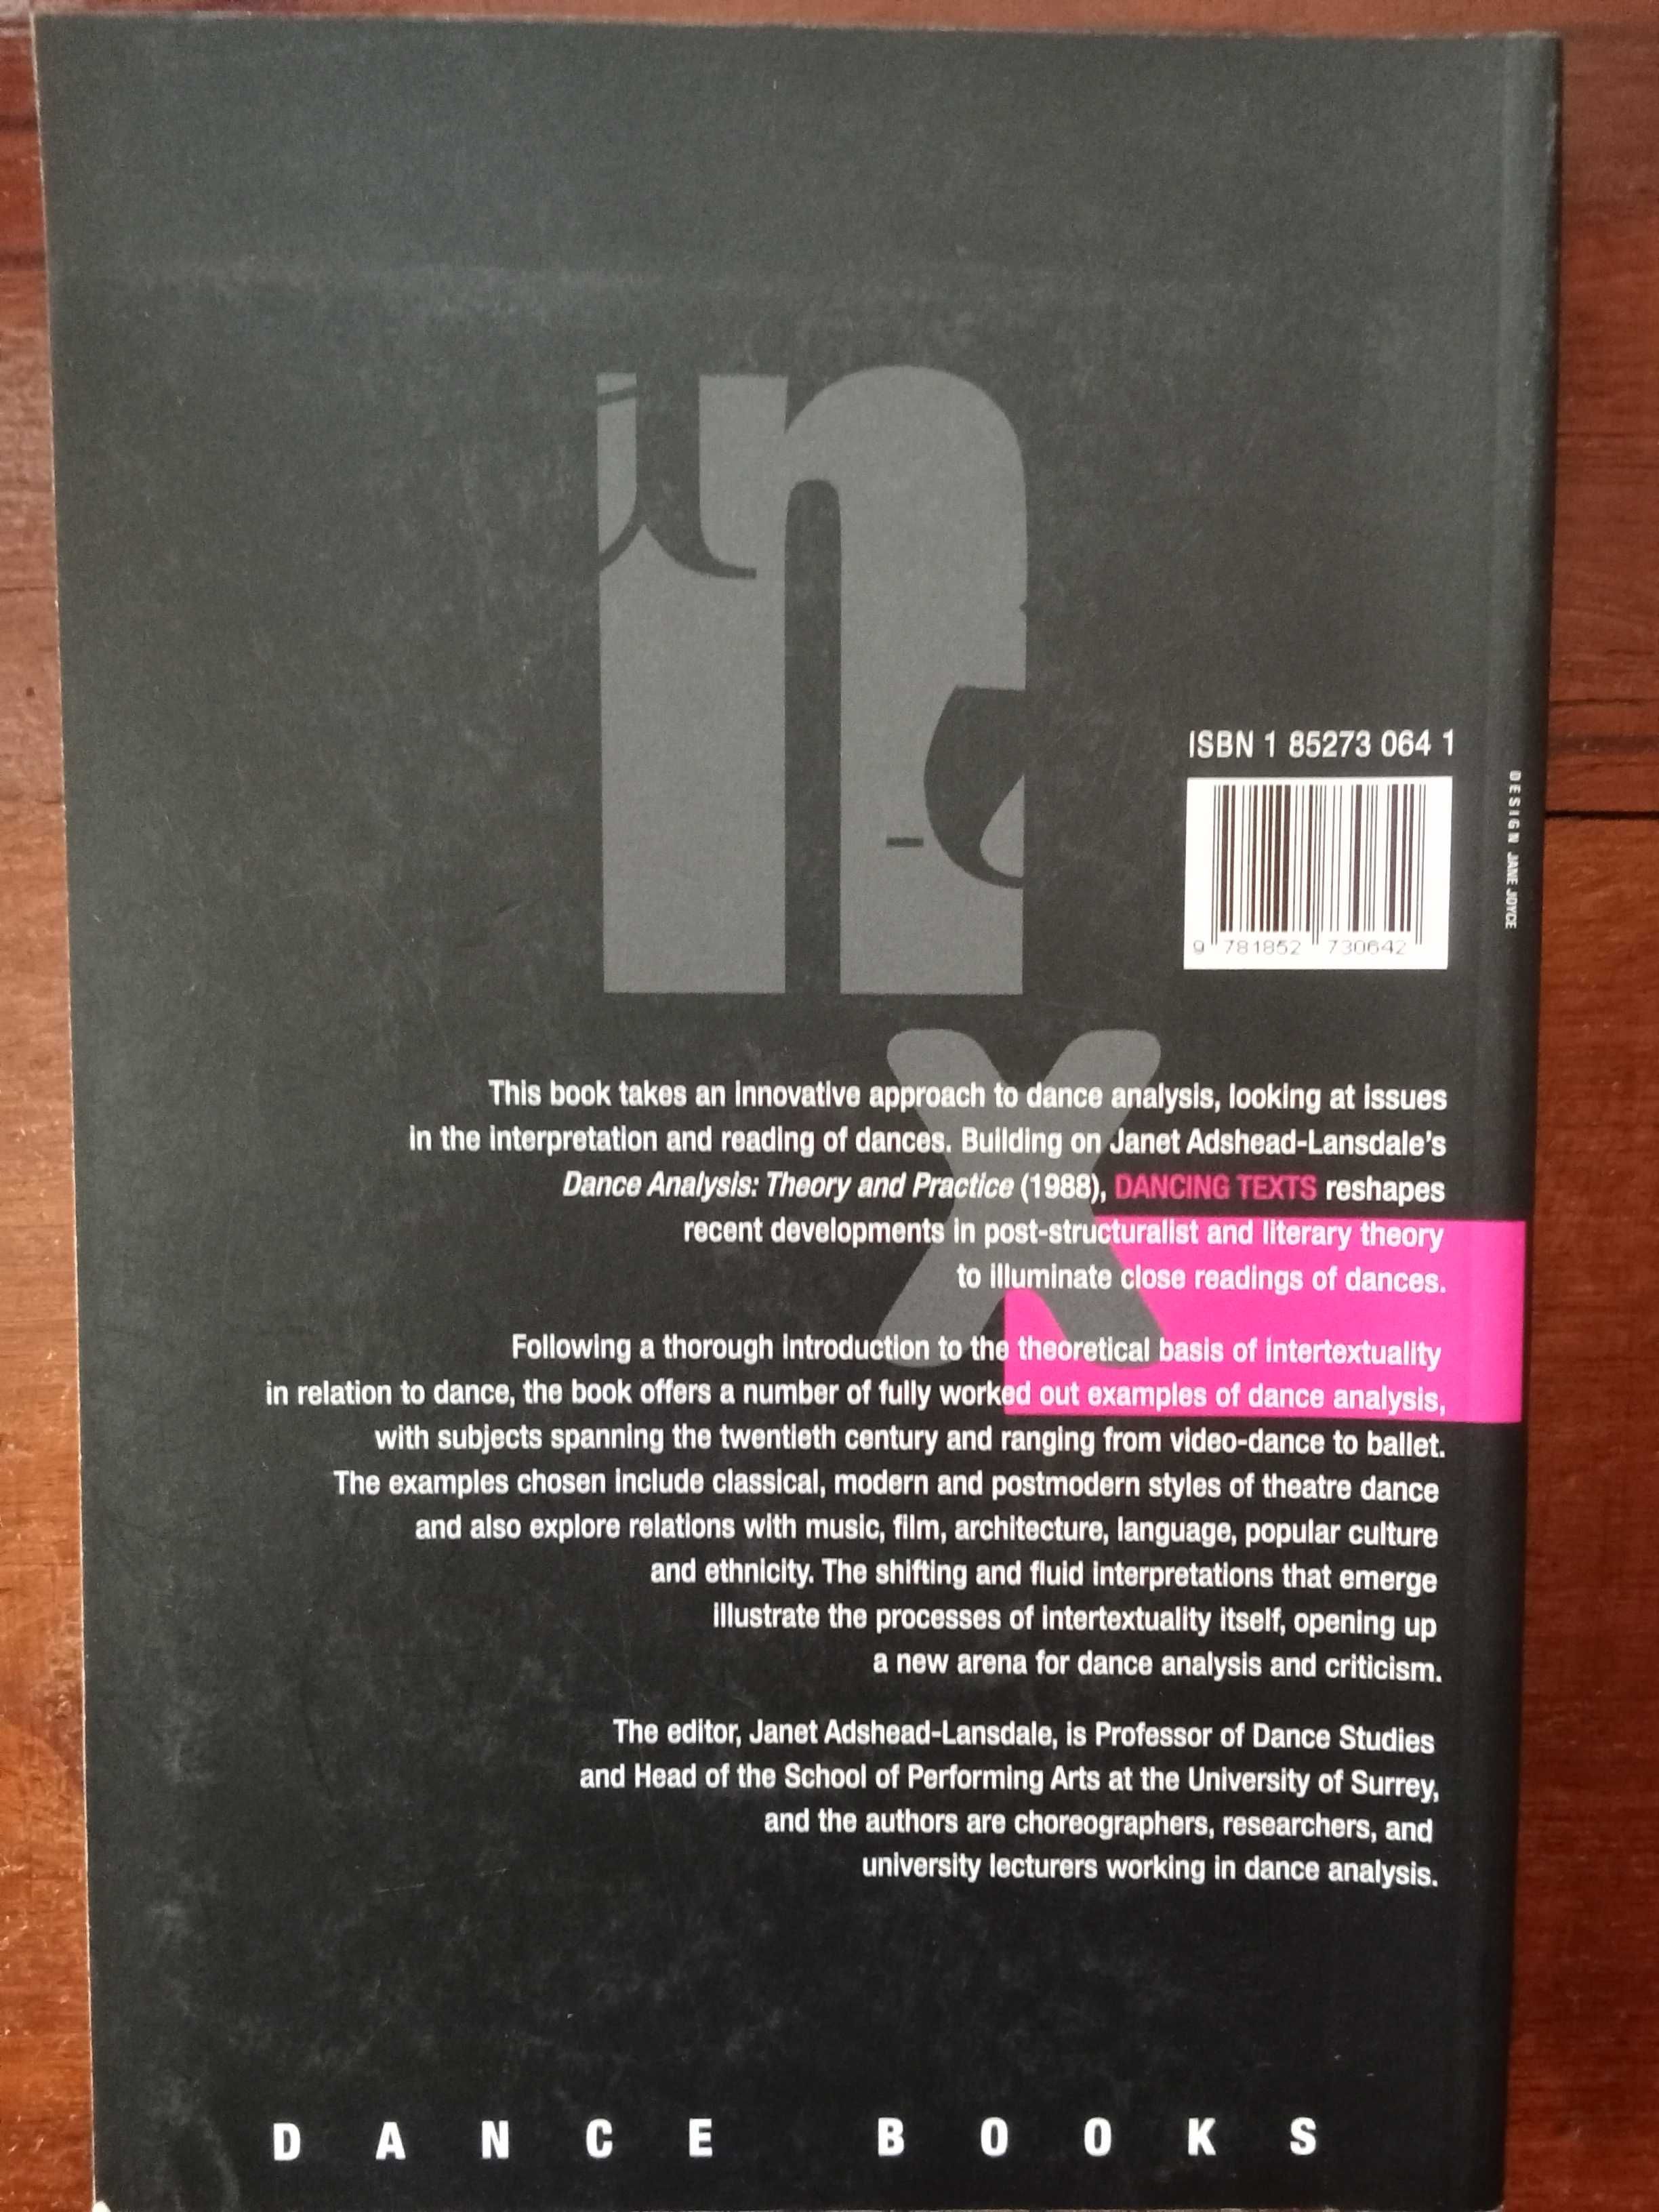 n
ISBN 1 85273 064 1
9 781852 730642
DESIGN JANE JOYCE
x
This book takes an innovative approach to dance analysis, looking at issues
in the interpretation and reading of dances. Building on Janet Adshead-Lansdale's
Dance Analysis: Theory and Practice (1988), DANCING TEXTS reshapes
recent developments in post-structuralist and literary theory
to illuminate close readings of dances.
Following a thorough introduction to the theoretical basis of intertextuality
in relation to dance, the book offers a number of fully worked out examples of dance analysis,
with subjects spanning the twentieth century and ranging from video-dance to ballet.
The examples chosen include classical, modern and postmodern styles of theatre dance
and also explore relations with music, film, architecture, language, popular culture
and ethnicity. The shifting and fluid interpretations that emerge
illustrate the processes of intertextuality itself, opening up
a new arena for dance analysis and criticism.
The editor, Janet Adshead-Lansdale, is Professor of Dance Studies
and Head of the School of Performing Arts at the University of Surrey,
and the authors are choreographers, researchers, and
university lecturers working in dance analysis.
DANCE BOOKS